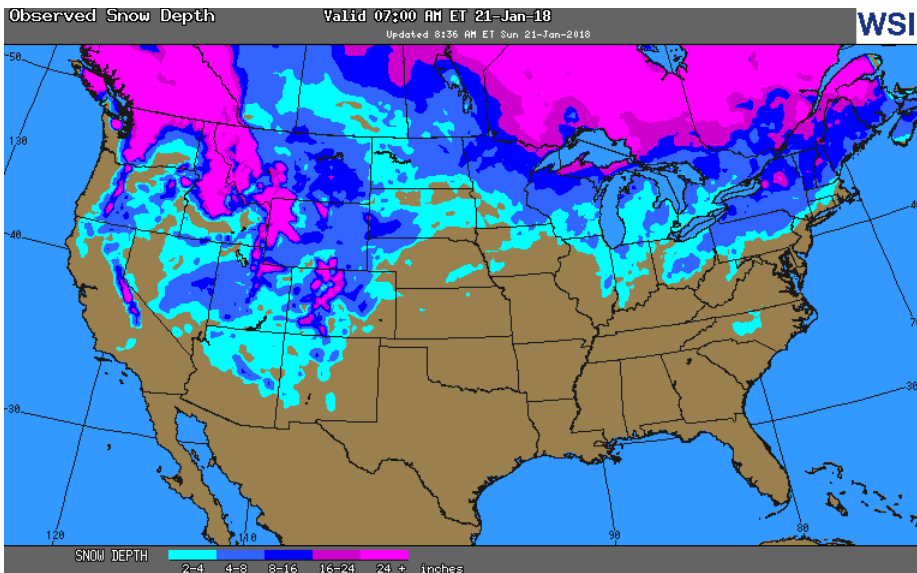 Observed Snow Depth
Valid 07:00 AM ET 21-Jan-18
Updated 8:36 AM ET Sun 21-Jan-2018
WSI
50
130
40
30
120
110
90
80
30
SNOW DEPTH
2-4 4-8 8-16 16-24 24 + inches